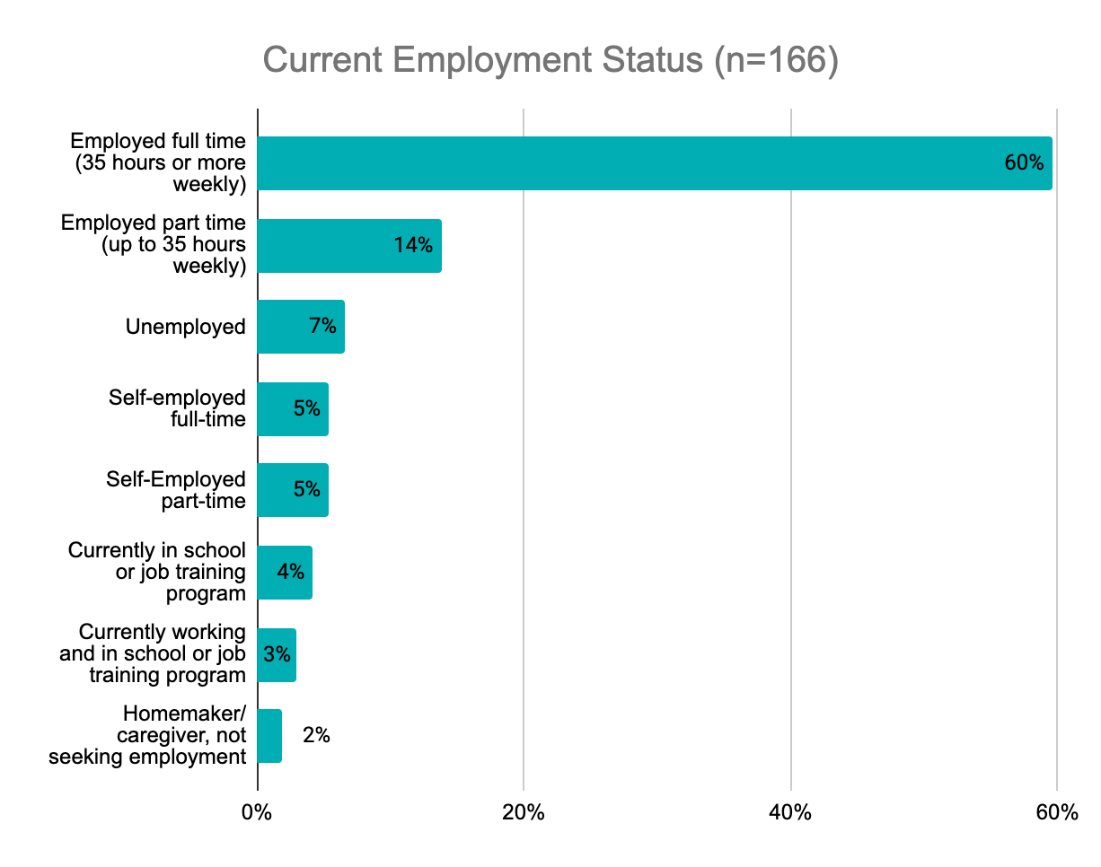 Current Employment Status (n=166)
Employed full time
(35 hours or more
weekly)
60%
Employed part time
(up to 35 hours
weekly)
14%
Unemployed
7%
Self-employed
full-time
5%
Self-Employed
part-time
5%
Currently in school
or job training
program
4%
Currently working
and in school or job
training program
3%
Homemaker/
caregiver, not
seeking employment
2%
0%
20%
40%
60%